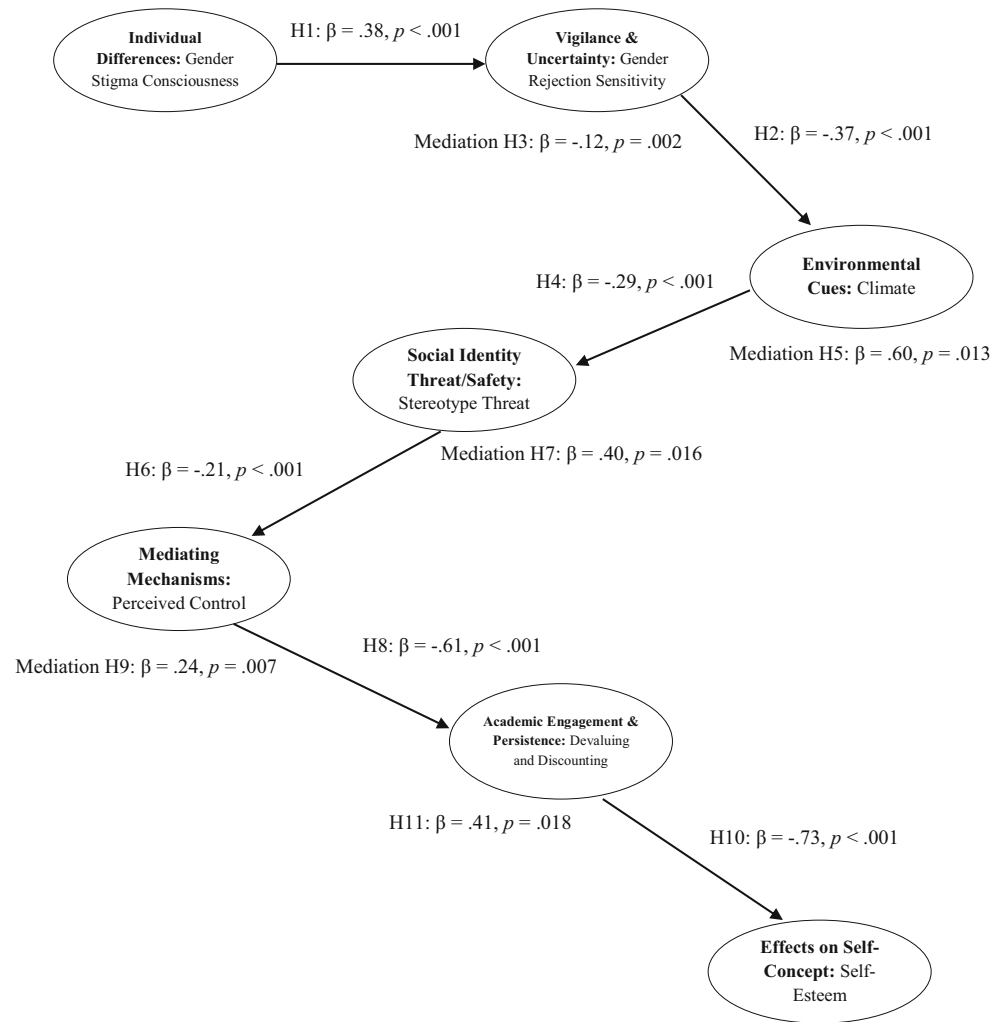 H1: β = .38, p < .001
Individual
Differences: Gender
Stigma Consciousness
Vigilance &
Uncertainty: Gender
Rejection Sensitivity
Mediation H3: β = -.12, p = .002
H2: β = -.37, p < .001
Environmental
Cues: Climate
H4: β = -.29, p < .001
Mediation H5: β = .60, p = .013
Social Identity
Threat/Safety:
Stereotype Threat
Mediation H7: β = .40, p = .016
H6: β = -.21, p < .001
Mediating
Mechanisms:
Perceived Control
H8: β = -.61, p < .001
Mediation H9: β = .24, p = .007
Academic Engagement &
Persistence: Devaluing
and Discounting
H11: β = .41, p = .018
H10: β = -.73, p < .001
Effects on Self-
Concept: Self-
Esteem